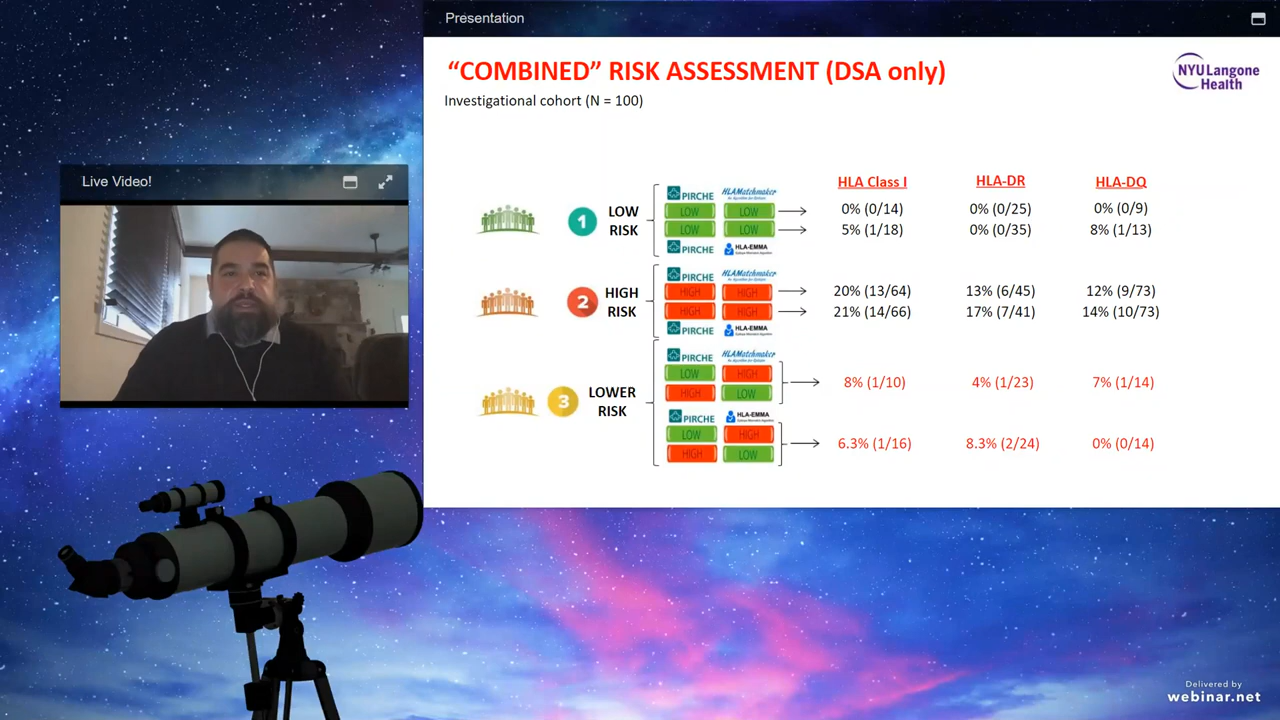 Presentation
"COMBINED" RISK ASSESSMENT (DSA only)
NYU Langone
Health
Investigational cohort (N = 100)
Live Video!
HLA Class I
HLA-DR
HLA-DQ
PIRCHE
HLAMatchmaker
LOW
LOW
0% (0/14)
0% (0/25)
0% (0/9)
1
LOW
RISK
LOW
LOW
5% (1/18)
0% (0/35)
8% (1/13)
PIRCHE
HLA-EMMA
PIRCHE
HLAMatchmaker
HIGH
HIGH
20% (13/64)
13% (6/45)
12% (9/73)
2
HIGH
RISK
HIGH
HIGH
21% (14/66)
17% (7/41)
14% (10/73)
PIRCHE
HLA-EMMA
PIRCHE
HLAMatchmaker
LOW
HIGH
HIGH
LOW
8% (1/10)
4% (1/23)
7% (1/14)
3
LOWER
RISK
PIRCHE
HLA-EMMA
LOW
HIGH
HIGH
LOW
6.3% (1/16)
8.3% (2/24)
0% (0/14)
Delivered by
webinar.net